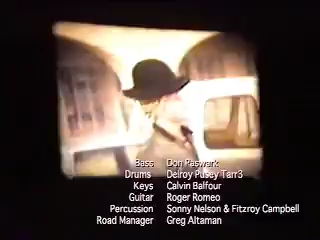 Bass Don Paswark
Drums Delroy Pusey Tarr3
Keys Calvin Balfour
Guitar Roger Romeo
Percussion Sonny Nelson & Fitzroy Campbell
Road Manager Greg Altaman